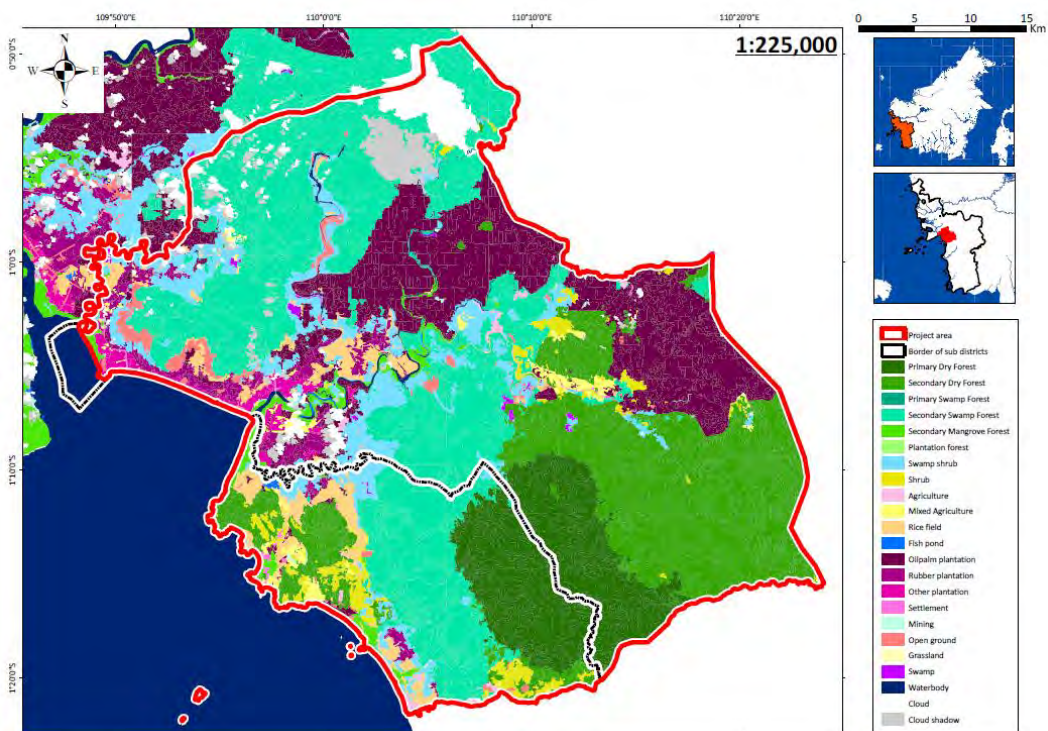 109°50'0"E
110°0'0"E
110°10'0"E
110°20'0"E
0 5 10 15
Km
1:225,000
N
W E
S
0°50'0"S
1°0'0"S
1°10'0"S
1°20'0"S
Project area
Border of sub districts
Primary Dry Forest
Secondary Dry Forest
Primary Swamp Forest
Secondary Swamp Forest
Secondary Mangrove Forest
Plantation forest
Swamp shrub
Shrub
Agriculture
Mixed Agriculture
Rice field
Fish pond
Oilpalm plantation
Rubber plantation
Other plantation
Settlement
Mining
Open ground
Grassland
Swamp
Waterbody
Cloud
Cloud shadow